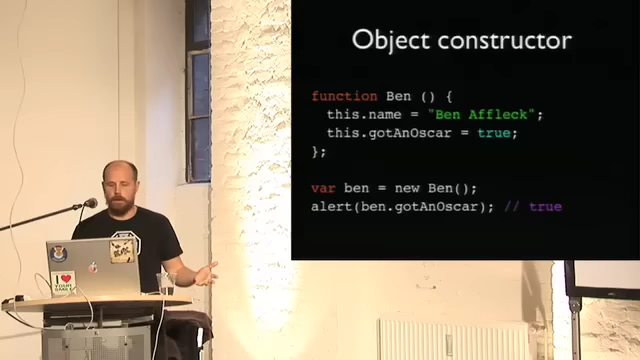 Object constructor
function Ben () {
this.name = "Ben Affleck";
this.gotAnOscar = true;
};
var ben = new Ben();
alert(ben.gotAnOscar); // true
I ♥
YOUR
SMILE